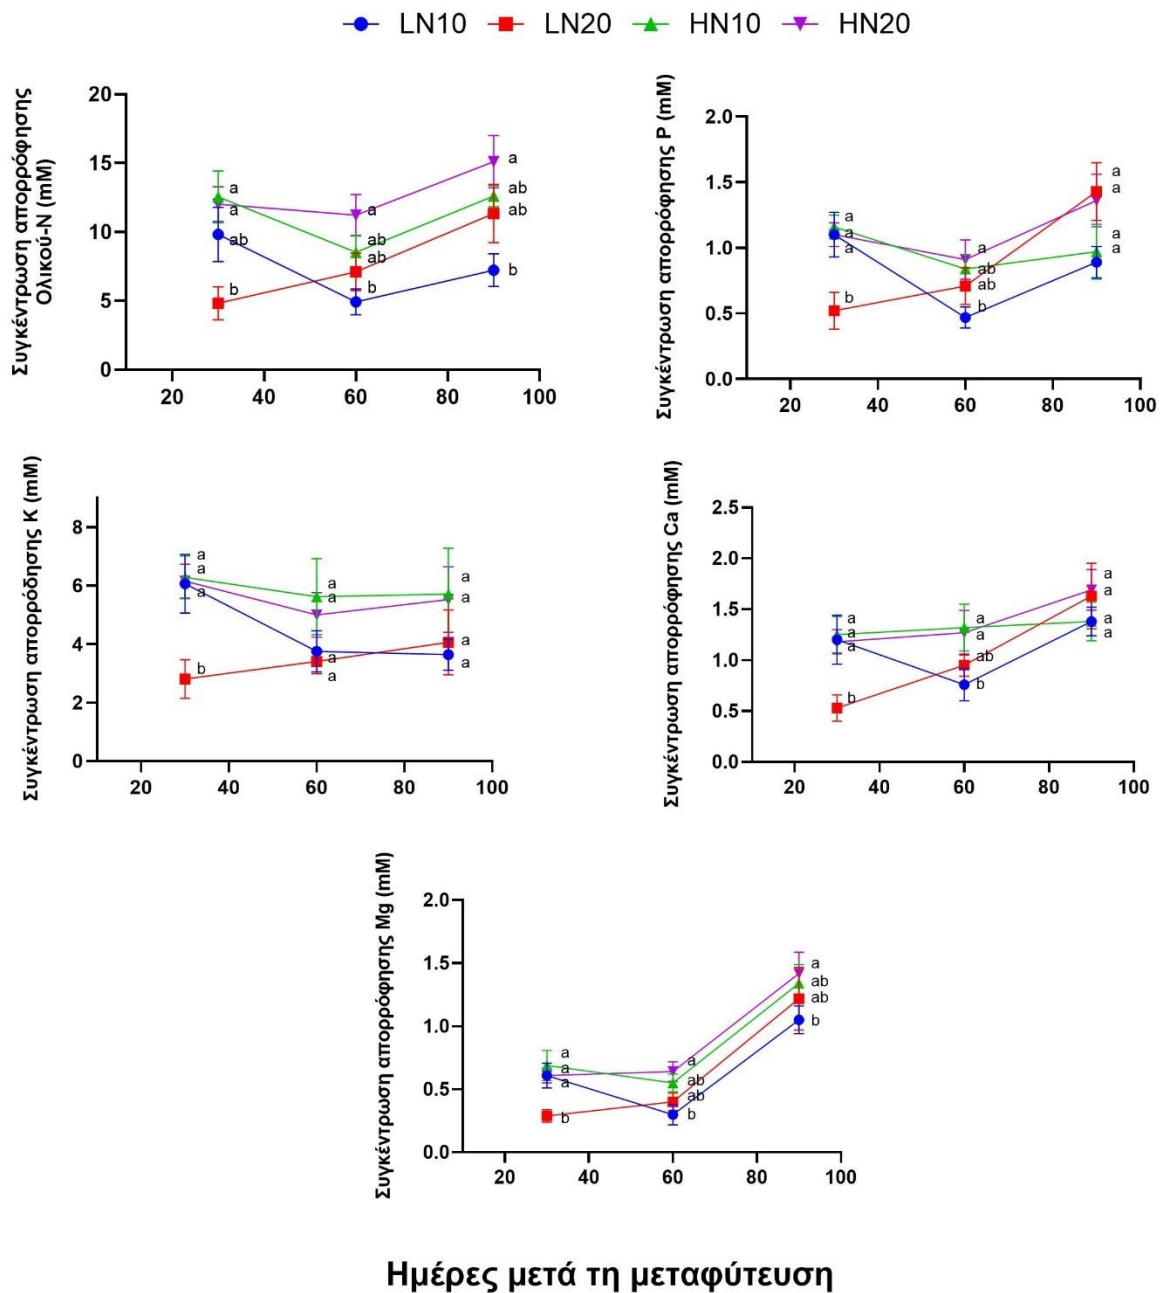 LN10 LN20 HN10 HN20
Συγκέντρωση απορρόφησης
Ολικού-N (mM)
20
15
10
5
0
a
a
ab
b
a
ab
ab
b
a
ab
ab
b
20 40 60 80 100
Συγκέντρωση απορρόφησης P (mM)
2.0
1.5
1.0
0.5
0.0
a
a
a
b
a
ab
ab
b
a
a
a
a
20 40 60 80 100
Συγκέντρωση απορρόδησης K (mM)
8
6
4
2
0
a
a
a
b
a
a
a
a
a
a
a
a
20 40 60 80 100
Συγκέντρωση απορρόφησης Ca (mM)
2.5
2.0
1.5
1.0
0.5
0.0
a
a
a
b
a
a
ab
b
a
a
a
a
20 40 60 80 100
Συγκέντρωση απορρόφησης Mg (mM)
2.0
1.5
1.0
0.5
0.0
a
a
a
b
a
ab
ab
b
a
ab
ab
b
20 40 60 80 100
Ημέρες μετά τη μεταφύτευση